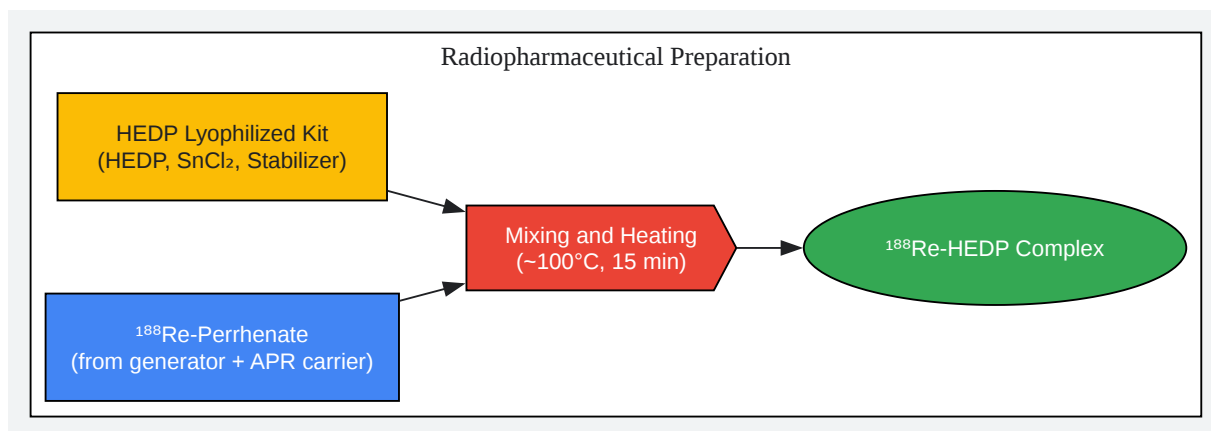 Radiopharmaceutical Preparation
HEDP Lyophilized Kit
(HEDP, SnCl₂, Stabilizer)
Mixing and Heating
(~100°C, 15 min)
¹⁸⁸Re-HEDP Complex
¹⁸⁸Re-Perrhenate
(from generator + APR carrier)